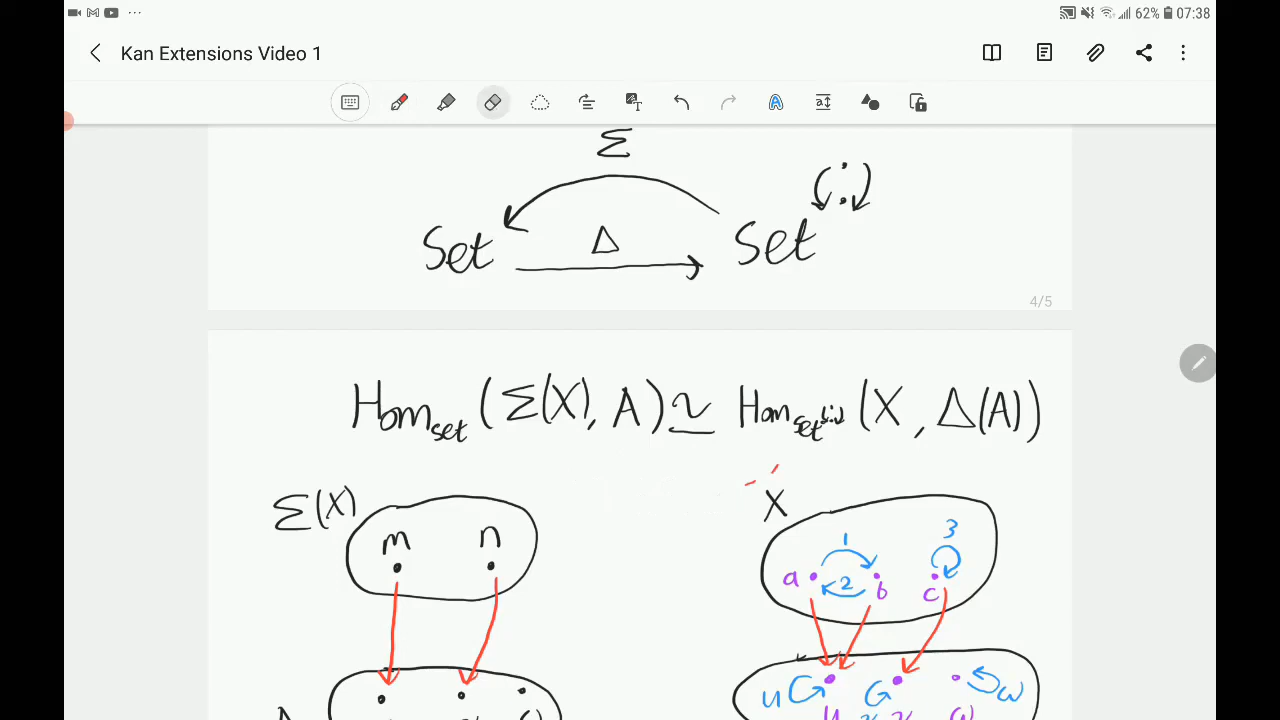 62% 07:38
Kan Extensions Video 1
Σ
Set Δ Set
4/5
Hom_set (Σ(X), A) ≃ Hom_set (X, Δ(A))
Σ(X) m n
X
1 3
a 2 b c
u ω